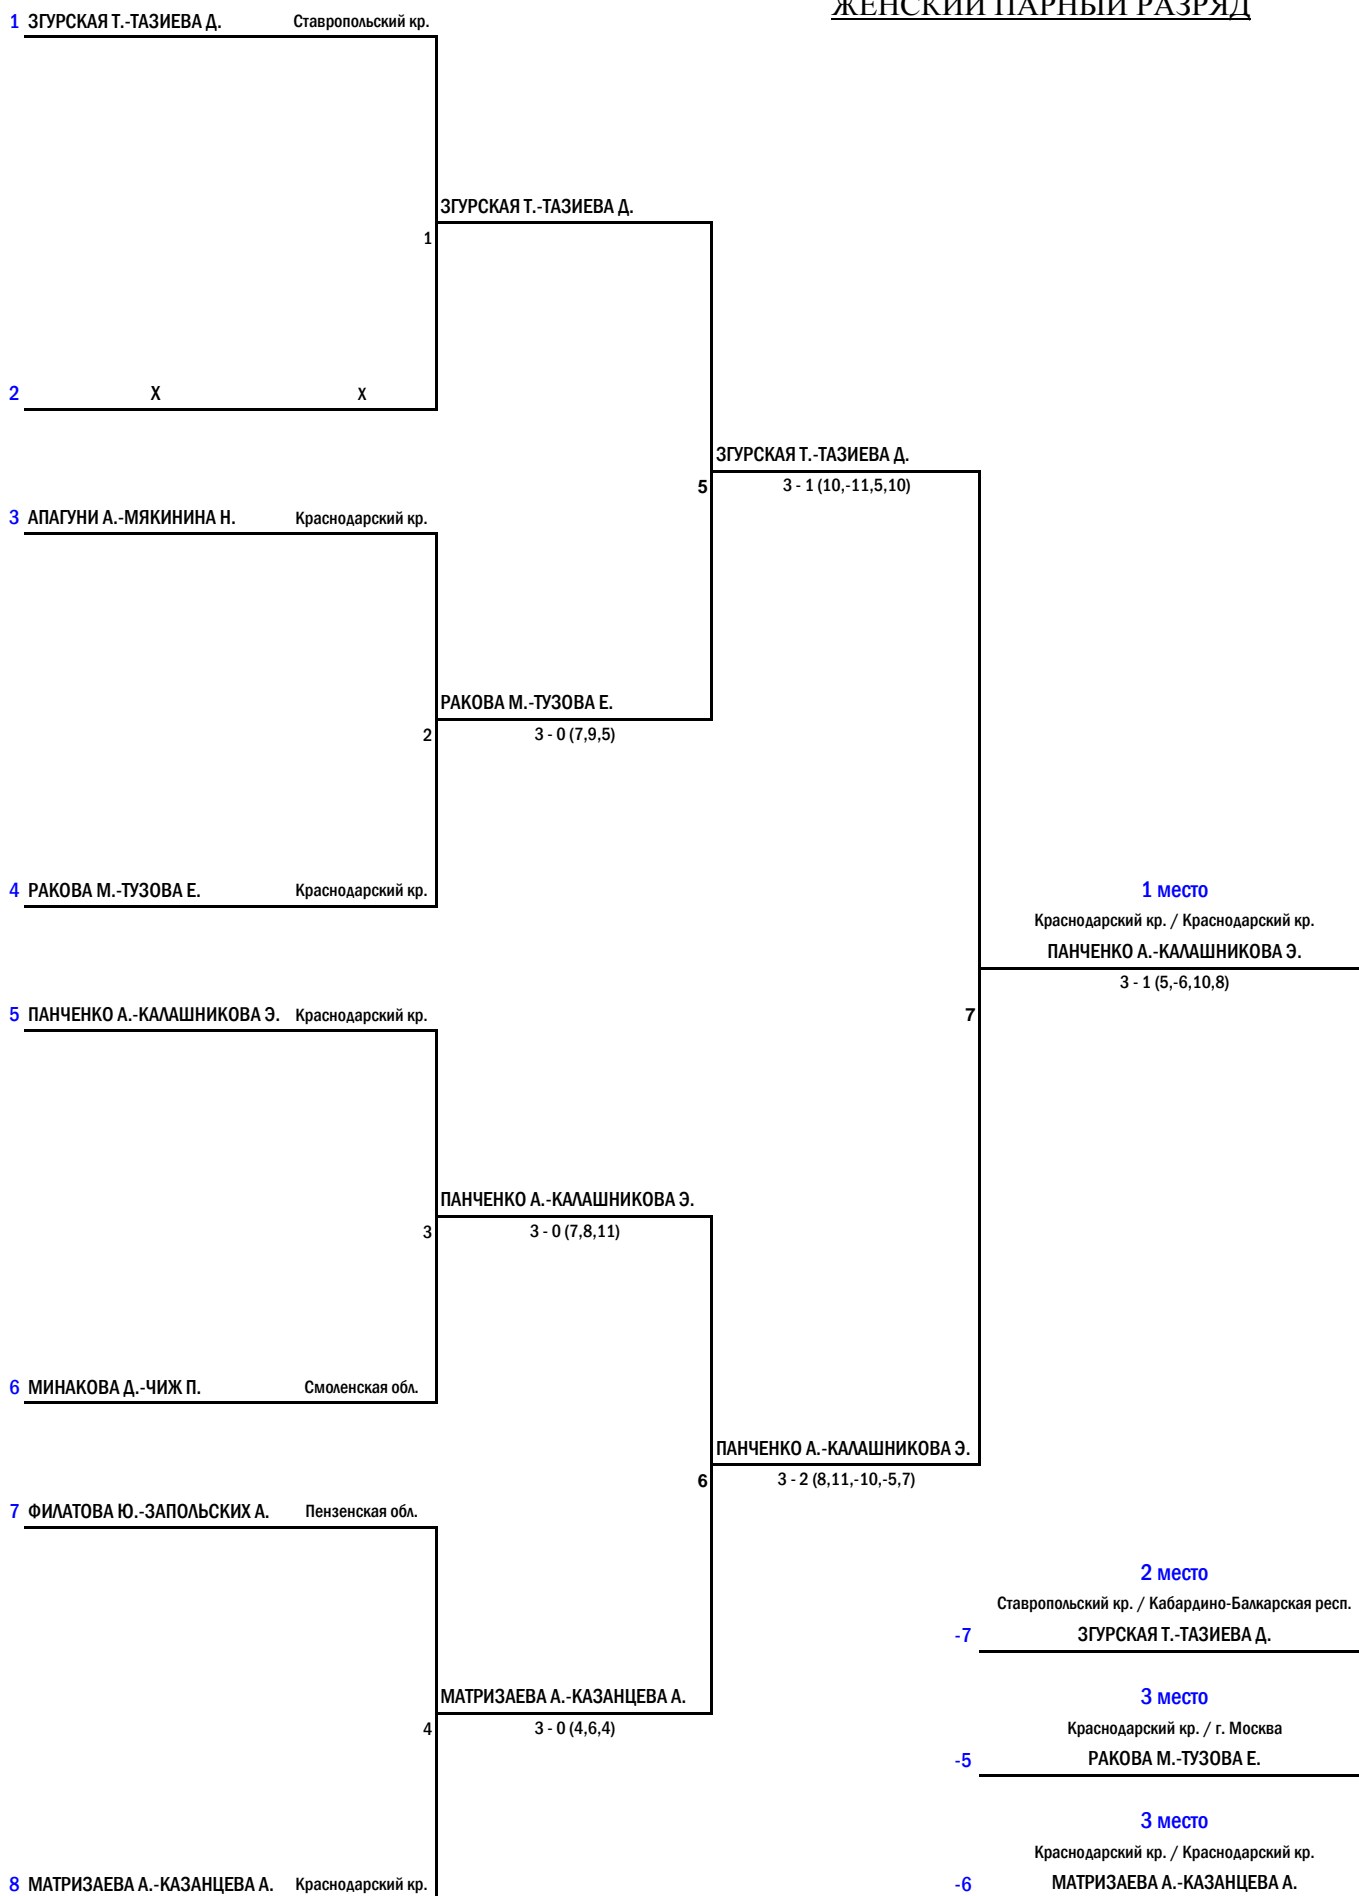 ЖЕНСКИЙ ПАРНЫЙ РАЗРЯД
1 ЗГУРСКАЯ Т.-ТАЗИЕВА Д. Ставропольский кр.
ЗГУРСКАЯ Т.-ТАЗИЕВА Д.
1
2 X X
ЗГУРСКАЯ Т.-ТАЗИЕВА Д.
5 3 - 1 (10,-11,5,10)
3 АПАГУНИ А.-МЯКИНИНА Н. Краснодарский кр.
РАКОВА М.-ТУЗОВА Е.
2 3 - 0 (7,9,5)
4 РАКОВА М.-ТУЗОВА Е. Краснодарский кр.
1 место
Краснодарский кр. / Краснодарский кр.
ПАНЧЕНКО А.-КАЛАШНИКОВА Э.
3 - 1 (5,-6,10,8)
5 ПАНЧЕНКО А.-КАЛАШНИКОВА Э. Краснодарский кр.
7
ПАНЧЕНКО А.-КАЛАШНИКОВА Э.
3 3 - 0 (7,8,11)
6 МИНАКОВА Д.-ЧИЖ П. Смоленская обл.
ПАНЧЕНКО А.-КАЛАШНИКОВА Э.
6 3 - 2 (8,11,-10,-5,7)
7 ФИЛАТОВА Ю.-ЗАПОЛЬСКИХ А. Пензенская обл.
2 место
Ставропольский кр. / Кабардино-Балкарская респ.
-7 ЗГУРСКАЯ Т.-ТАЗИЕВА Д.
МАТРИЗАЕВА А.-КАЗАНЦЕВА А.
4 3 - 0 (4,6,4)
3 место
Краснодарский кр. / г. Москва
-5 РАКОВА М.-ТУЗОВА Е.
3 место
Краснодарский кр. / Краснодарский кр.
8 МАТРИЗАЕВА А.-КАЗАНЦЕВА А. Краснодарский кр.
-6 МАТРИЗАЕВА А.-КАЗАНЦЕВА А.